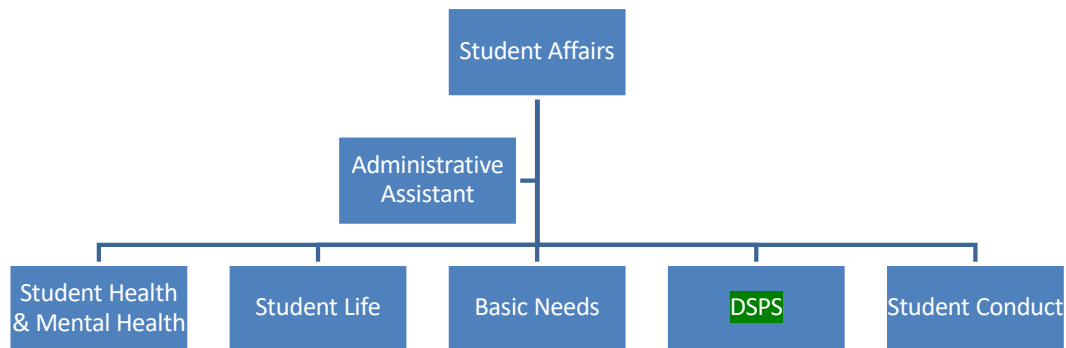 Student Affairs
Administrative
Assistant
Student Health
& Mental Health
Student Life
Basic Needs
DSPS
Student Conduct